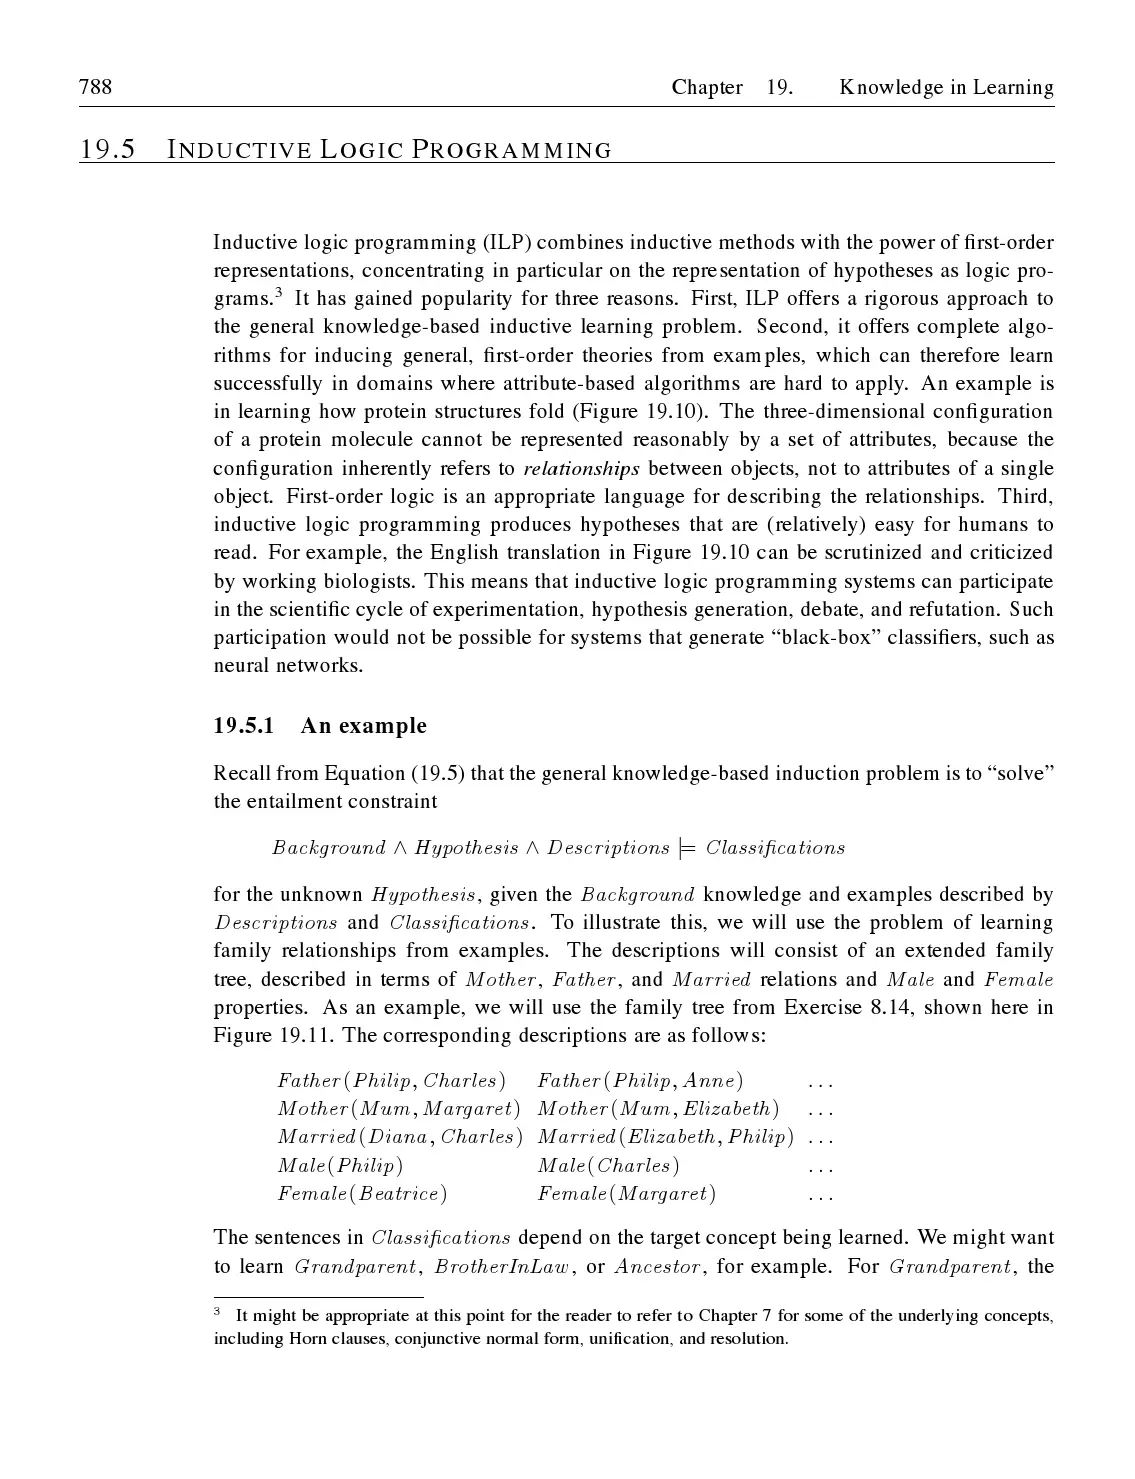 788 Chapter 19. Knowledge in Learning
19.5 INDUCTIVE LOGIC PROGRAMMING
Inductive logic programming (ILP) combines inductive methods with the power of first-order
representations, concentrating in particular on the representation of hypotheses as logic pro-
grams.³ It has gained popularity for three reasons. First, ILP offers a rigorous approach to
the general knowledge-based inductive learning problem. Second, it offers complete algo-
rithms for inducing general, first-order theories from examples, which can therefore learn
successfully in domains where attribute-based algorithms are hard to apply. An example is
in learning how protein structures fold (Figure 19.10). The three-dimensional configuration
of a protein molecule cannot be represented reasonably by a set of attributes, because the
configuration inherently refers to relationships between objects, not to attributes of a single
object. First-order logic is an appropriate language for describing the relationships. Third,
inductive logic programming produces hypotheses that are (relatively) easy for humans to
read. For example, the English translation in Figure 19.10 can be scrutinized and criticized
by working biologists. This means that inductive logic programming systems can participate
in the scientific cycle of experimentation, hypothesis generation, debate, and refutation. Such
participation would not be possible for systems that generate “black-box” classifiers, such as
neural networks.
19.5.1 An example
Recall from Equation (19.5) that the general knowledge-based induction problem is to “solve”
the entailment constraint
Background ∧ Hypothesis ∧ Descriptions ⊨ Classifications
for the unknown Hypothesis, given the Background knowledge and examples described by
Descriptions and Classifications. To illustrate this, we will use the problem of learning
family relationships from examples. The descriptions will consist of an extended family
tree, described in terms of Mother, Father, and Married relations and Male and Female
properties. As an example, we will use the family tree from Exercise 8.14, shown here in
Figure 19.11. The corresponding descriptions are as follows:
Father(Philip, Charles) Father(Philip, Anne) ...
Mother(Mum, Margaret) Mother(Mum, Elizabeth) ...
Married(Diana, Charles) Married(Elizabeth, Philip) ...
Male(Philip) Male(Charles) ...
Female(Beatrice) Female(Margaret) ...
The sentences in Classifications depend on the target concept being learned. We might want
to learn Grandparent, BrotherInLaw, or Ancestor, for example. For Grandparent, the
³ It might be appropriate at this point for the reader to refer to Chapter 7 for some of the underlying concepts,
including Horn clauses, conjunctive normal form, unification, and resolution.